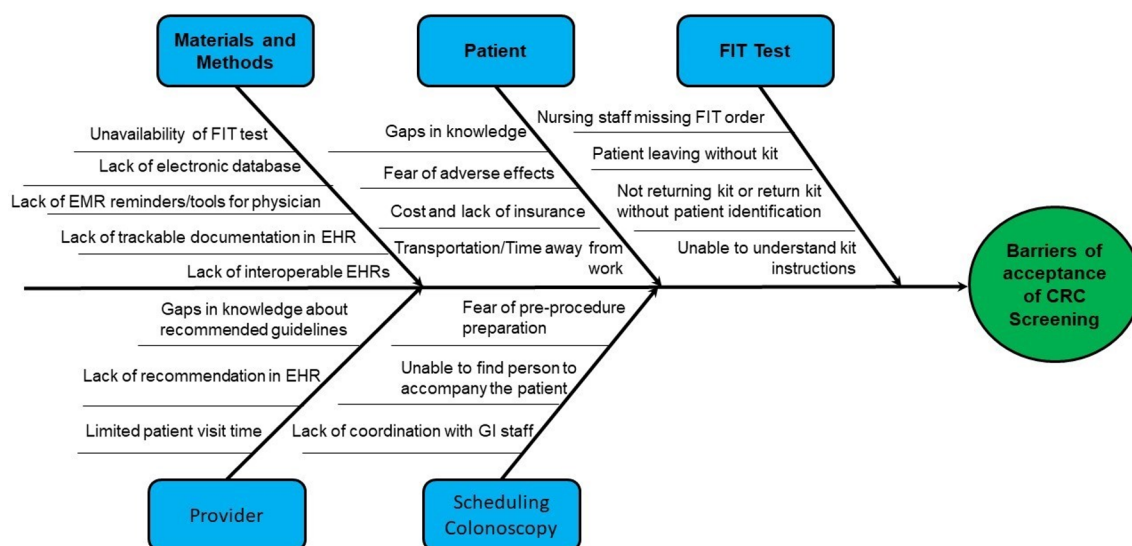 Materials and
Methods
Patient
FIT Test
Unavailability of FIT test
Lack of electronic database
Lack of EMR reminders/tools for physician
Lack of trackable documentation in EHR
Lack of interoperable EHRs
Gaps in knowledge
Fear of adverse effects
Cost and lack of insurance
Transportation/Time away from
work
Nursing staff missing FIT order
Patient leaving without kit
Not returning kit or return kit
without patient identification
Unable to understand kit
instructions
Barriers of
acceptance
of CRC
Screening
Gaps in knowledge about
recommended guidelines
Lack of recommendation in EHR
Limited patient visit time
Fear of pre-procedure
preparation
Unable to find person to
accompany the patient
Lack of coordination with GI staff
Provider
Scheduling
Colonoscopy